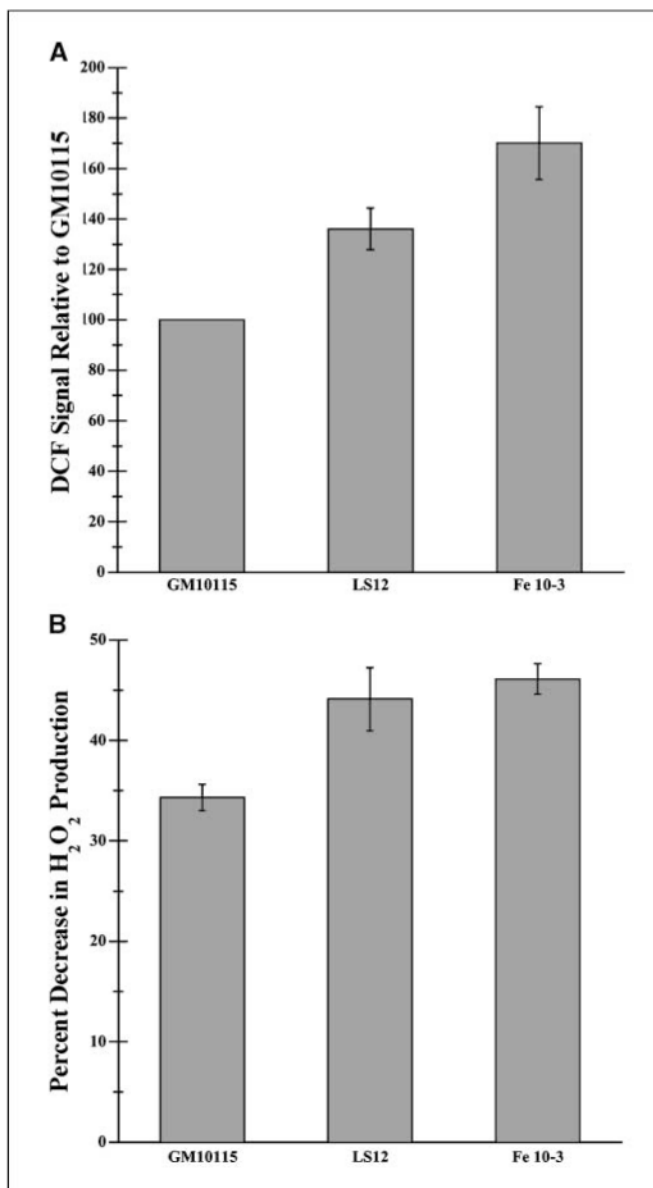 A
DCF Signal Relative to GM10115
200
180
160
140
120
100
80
60
40
20
0
GM10115 LS12 Fe 10-3
B
Percent Decrease in H2O2 Production
50
40
30
20
10
0
GM10115 LS12 Fe 10-3